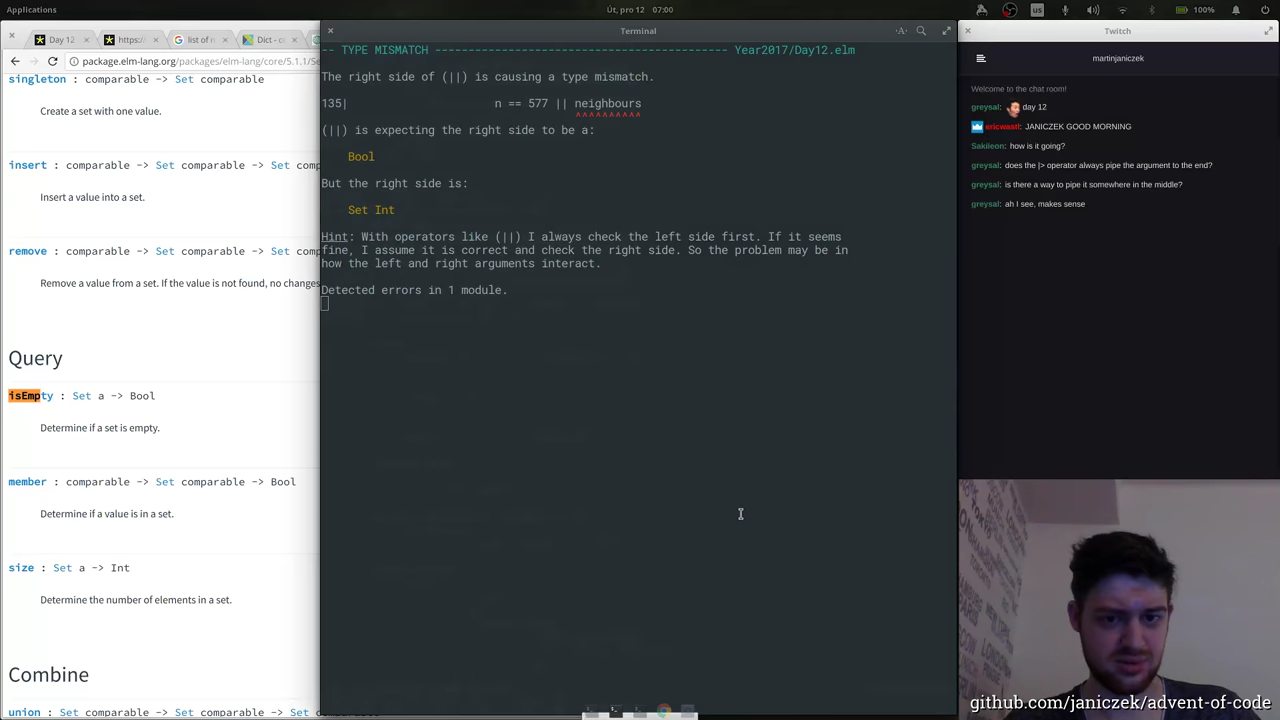 Applications
Út, pro 12 07:00
us
100%
Day 12
https:/
list of r
Dict - co
compare.elm-lang.org/packages/elm-lang/core/5.1.1/S
singleton : comparable -> Set comparable
Create a set with one value.
insert : comparable -> Set comparable -> Set
Insert a value into a set.
remove : comparable -> Set comparable -> Set
Remove a value from a set. If the value is not found, no changes
Query
isEmpty : Set a -> Bool
Determine if a set is empty.
member : comparable -> Set comparable -> Bool
Determine if a value is in a set.
size : Set a -> Int
Determine the number of elements in a set.
Combine
union : Set comparable -> Set comparable -> Set
Terminal
-- TYPE MISMATCH ----------------------------------------- Year2017/Day12.elm
The right side of (||) is causing a type mismatch.
135| n == 577 || neighbours
^^^^^^^^^^
(||) is expecting the right side to be a:
Bool
But the right side is:
Set Int
Hint: With operators like (||) I always check the left side first. If it seems
fine, I assume it is correct and check the right side. So the problem may be in
how the left and right arguments interact.
Detected errors in 1 module.
Twitch
martinjaniczek
Welcome to the chat room!
greysal: day 12
ericwastl: JANICZEK GOOD MORNING
Sakileon: how is it going?
greysal: does the |> operator always pipe the argument to the end?
greysal: is there a way to pipe it somewhere in the middle?
greysal: ah I see, makes sense
github.com/janiczek/advent-of-code